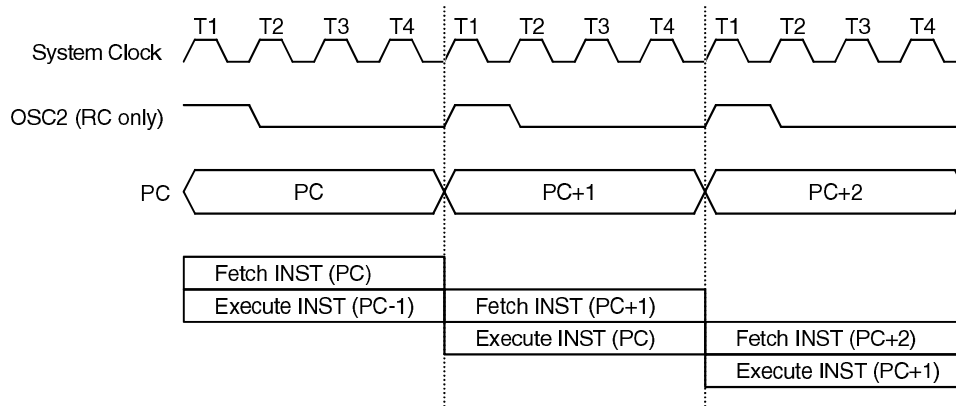 T1 T2 T3 T4 T1 T2 T3 T4 T1 T2 T3 T4
System Clock
OSC2 (RC only)
PC PC PC+1 PC+2
Fetch INST (PC)
Execute INST (PC-1) Fetch INST (PC+1)
Execute INST (PC) Fetch INST (PC+2)
Execute INST (PC+1)